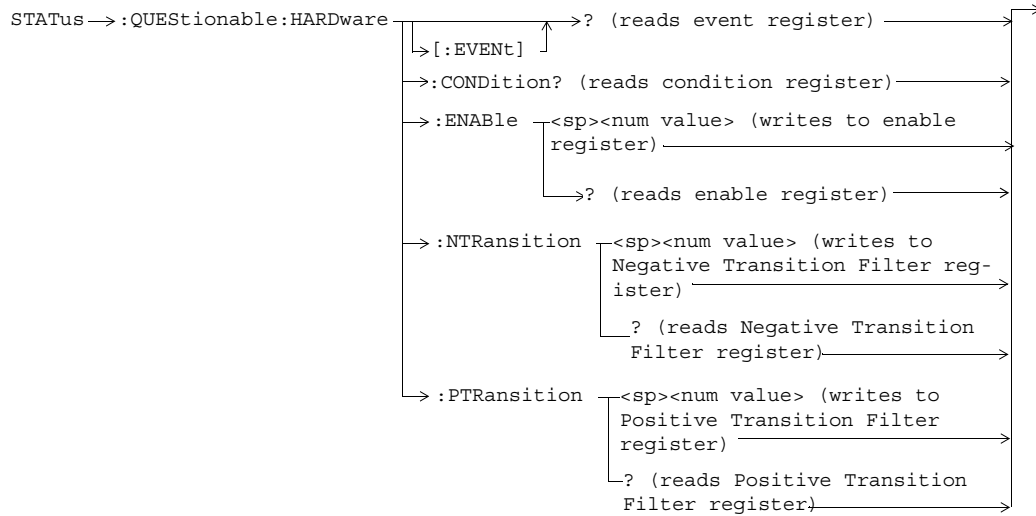 STATus :QUEStionable:HARDware ? (reads event register)
[:EVENt]
:CONDition? (reads condition register)
:ENABle <sp><num value> (writes to enable
register)
? (reads enable register)
:NTRansition <sp><num value> (writes to
Negative Transition Filter reg-
ister)
? (reads Negative Transition
Filter register)
:PTRansition <sp><num value> (writes to
Positive Transition Filter
register)
? (reads Positive Transition
Filter register)